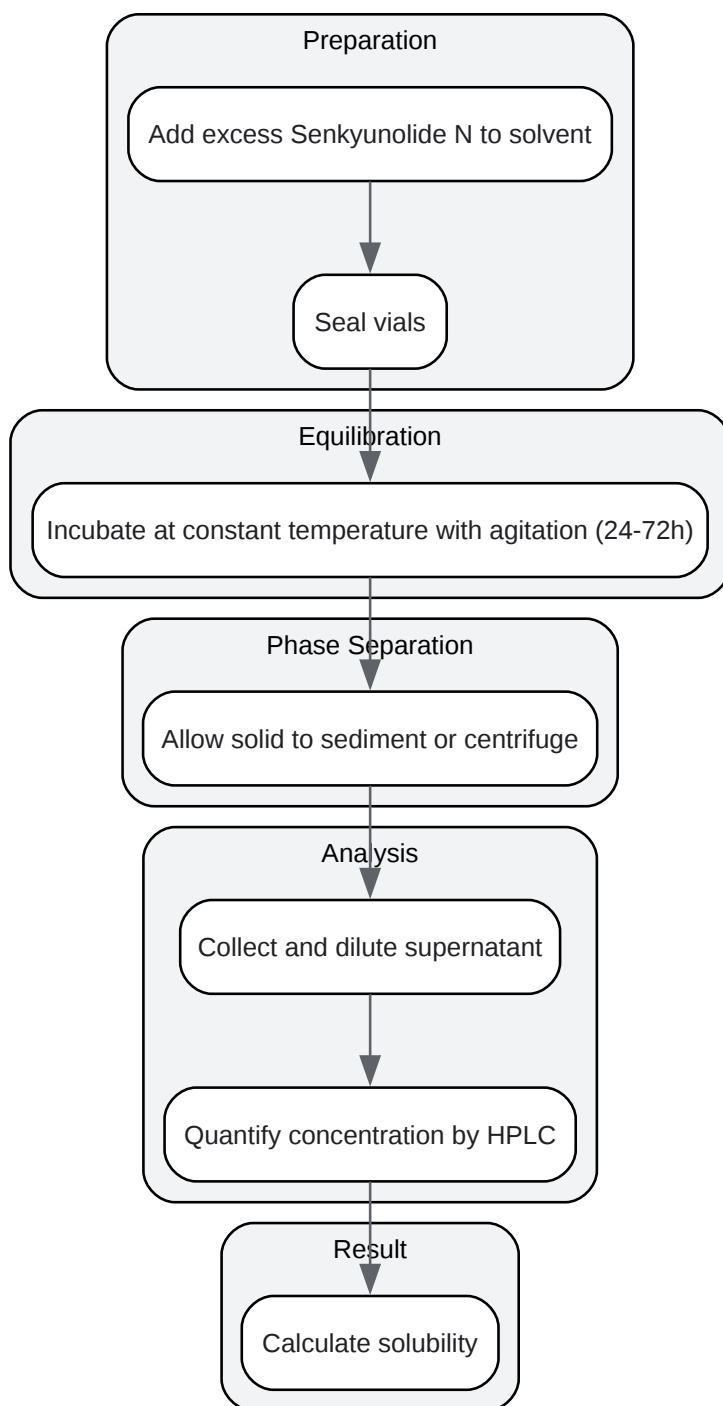 Preparation
Add excess Senkyunolide N to solvent
Seal vials
Equilibration
Incubate at constant temperature with agitation (24-72h)
Phase Separation
Allow solid to sediment or centrifuge
Analysis
Collect and dilute supernatant
Quantify concentration by HPLC
Result
Calculate solubility